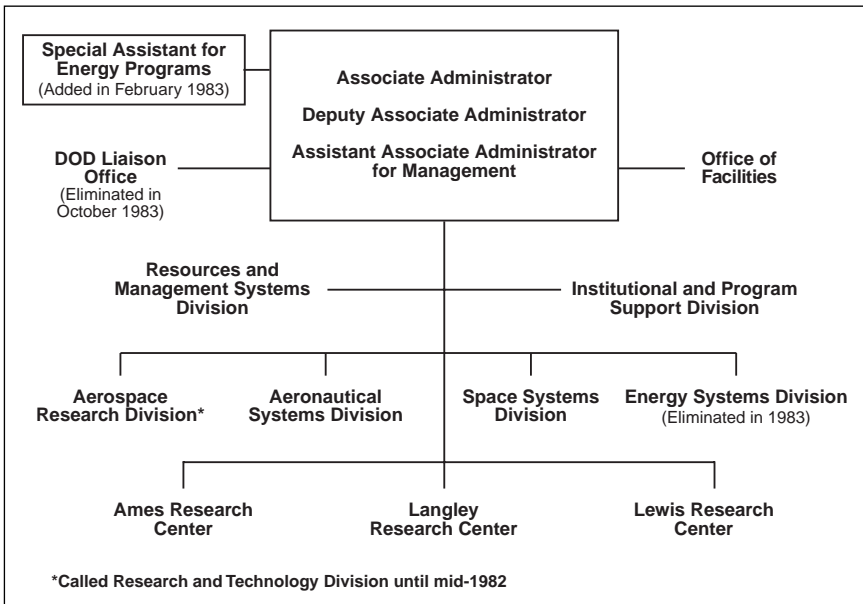 Special Assistant for
Energy Programs
(Added in February 1983)
Associate Administrator
Deputy Associate Administrator
Assistant Associate Administrator
for Management
DOD Liaison
Office
(Eliminated in
October 1983)
Office of
Facilities
Resources and
Management Systems
Division
Institutional and Program
Support Division
Aerospace
Research Division*
Aeronautical
Systems Division
Space Systems
Division
Energy Systems Division
(Eliminated in 1983)
Ames Research
Center
Langley
Research Center
Lewis Research
Center
*Called Research and Technology Division until mid-1982